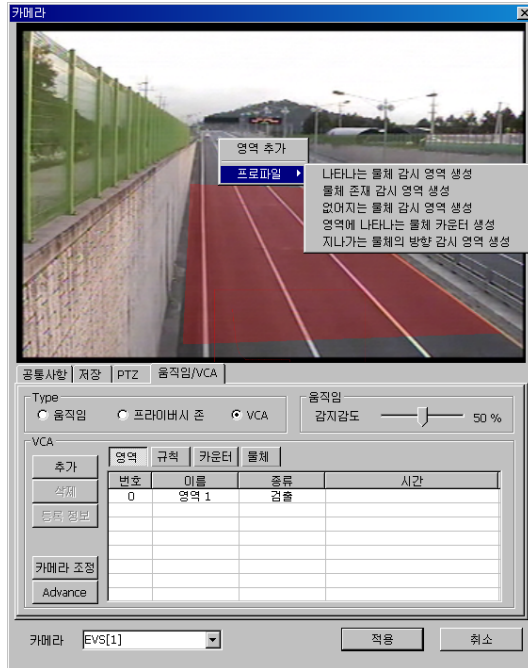 카메라
영역 추가
프로파일
나타나는 물체 감시 영역 생성
물체 존재 감시 영역 생성
없어지는 물체 감시 영역 생성
영역에 나타나는 물체 카운터 생성
지나가는 물체의 방향 감시 영역 생성
공통사항 저장 PTZ 움직임/VCA
Type
움직임 프라이버시 존 VCA
움직임
감지감도 50 %
VCA
추가
삭제
등록 정보
카메라 조정
Advance
영역 규칙 카운터 물체
번호 이름 종류 시간
0 영역 1 검출
카메라 EVS[1] 적용 취소